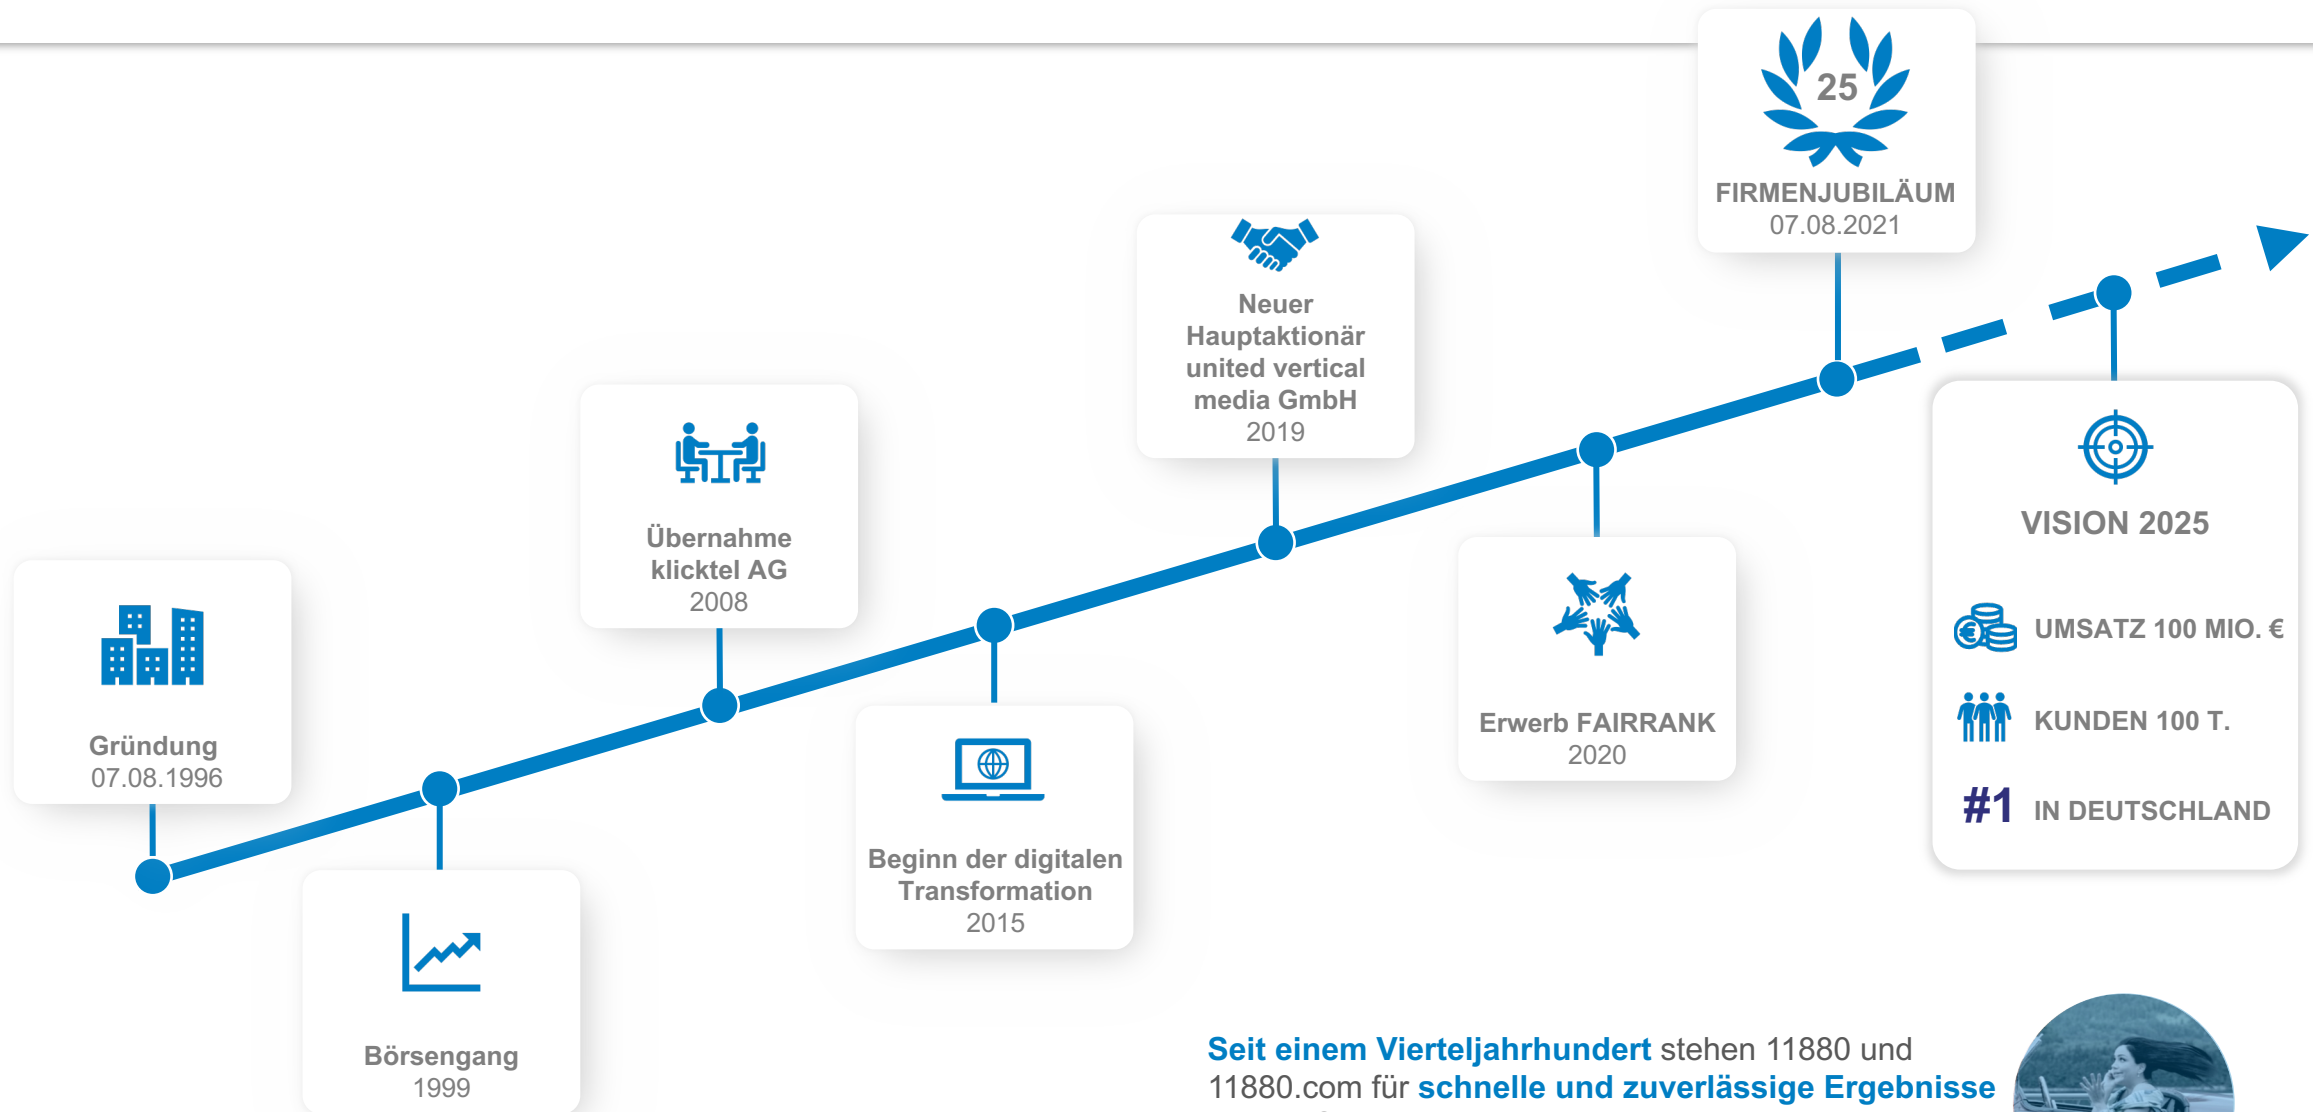 25
FIRMENJUBILÄUM
07.08.2021
Neuer
Hauptaktionär
united vertical
media GmbH
2019
Übernahme
klicktel AG
2008
Gründung
07.08.1996
Börsengang
1999
Beginn der digitalen
Transformation
2015
Erwerb FAIRRANK
2020
VISION 2025
UMSATZ 100 MIO. €
KUNDEN 100 T.
#1 IN DEUTSCHLAND
Seit einem Vierteljahrhundert stehen 11880 und
11880.com für schnelle und zuverlässige Ergebnisse